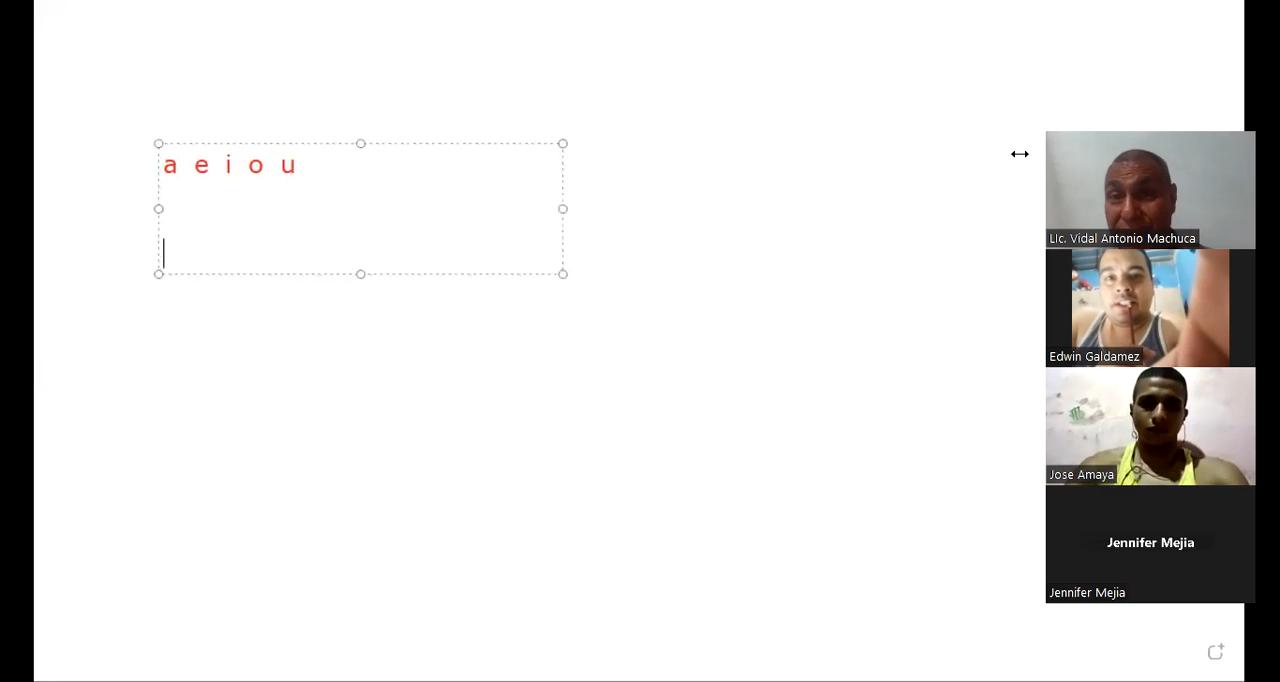 a e i o u
LIc. Vidal Antonio Machuca
Edwin Galdamez
Jose Amaya
Jennifer Mejia
Jennifer Mejia